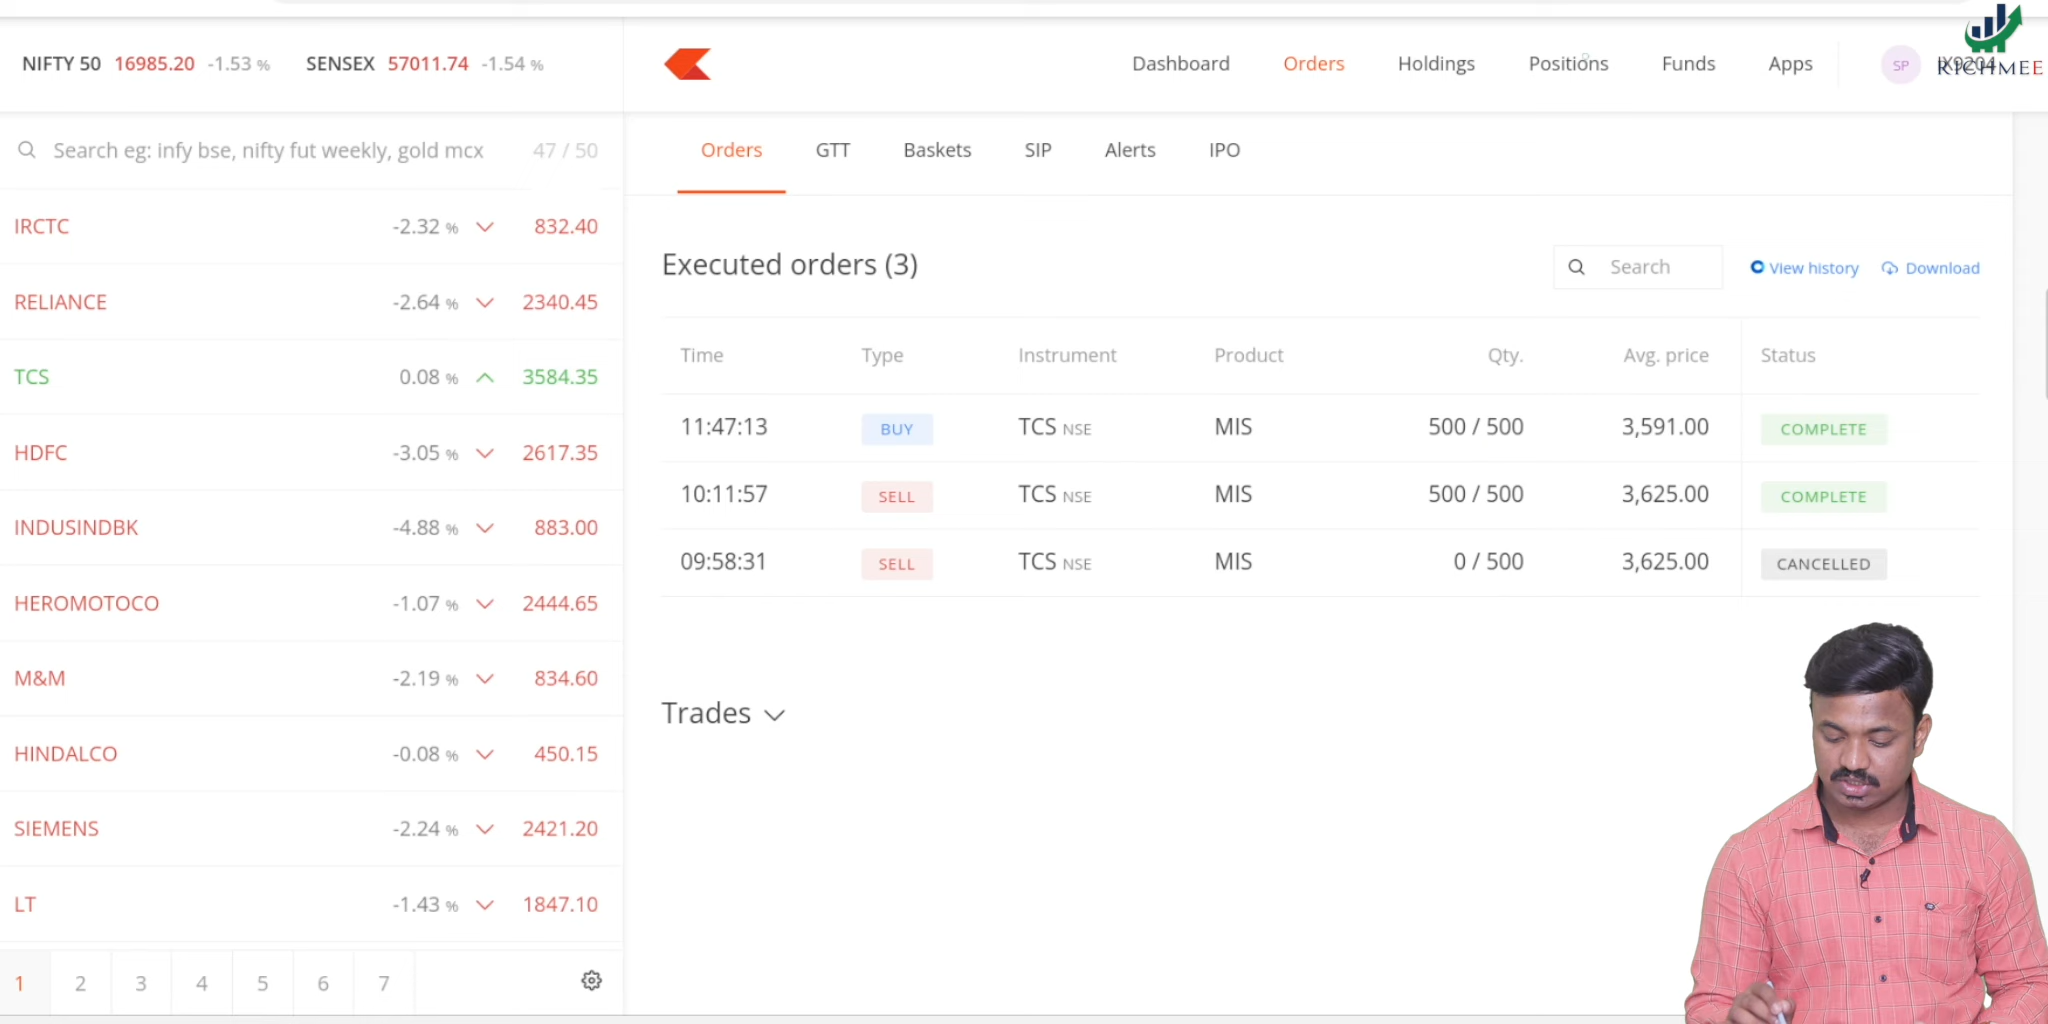 NIFTY 50 16985.20 -1.53 % SENSEX 57011.74 -1.54 %
Dashboard Orders Holdings Positions Funds Apps SP
RICHMEE
Search eg: infy bse, nifty fut weekly, gold mcx 47 / 50
IRCTC -2.32 % 832.40
RELIANCE -2.64 % 2340.45
TCS 0.08 % 3584.35
HDFC -3.05 % 2617.35
INDUSINDBK -4.88 % 883.00
HEROMOTOCO -1.07 % 2444.65
M&M -2.19 % 834.60
HINDALCO -0.08 % 450.15
SIEMENS -2.24 % 2421.20
LT -1.43 % 1847.10
1 2 3 4 5 6 7
Orders GTT Baskets SIP Alerts IPO
Executed orders (3)
Search View history Download
Time Type Instrument Product Qty. Avg. price Status
11:47:13 BUY TCS NSE MIS 500 / 500 3,591.00 COMPLETE
10:11:57 SELL TCS NSE MIS 500 / 500 3,625.00 COMPLETE
09:58:31 SELL TCS NSE MIS 0 / 500 3,625.00 CANCELLED
Trades